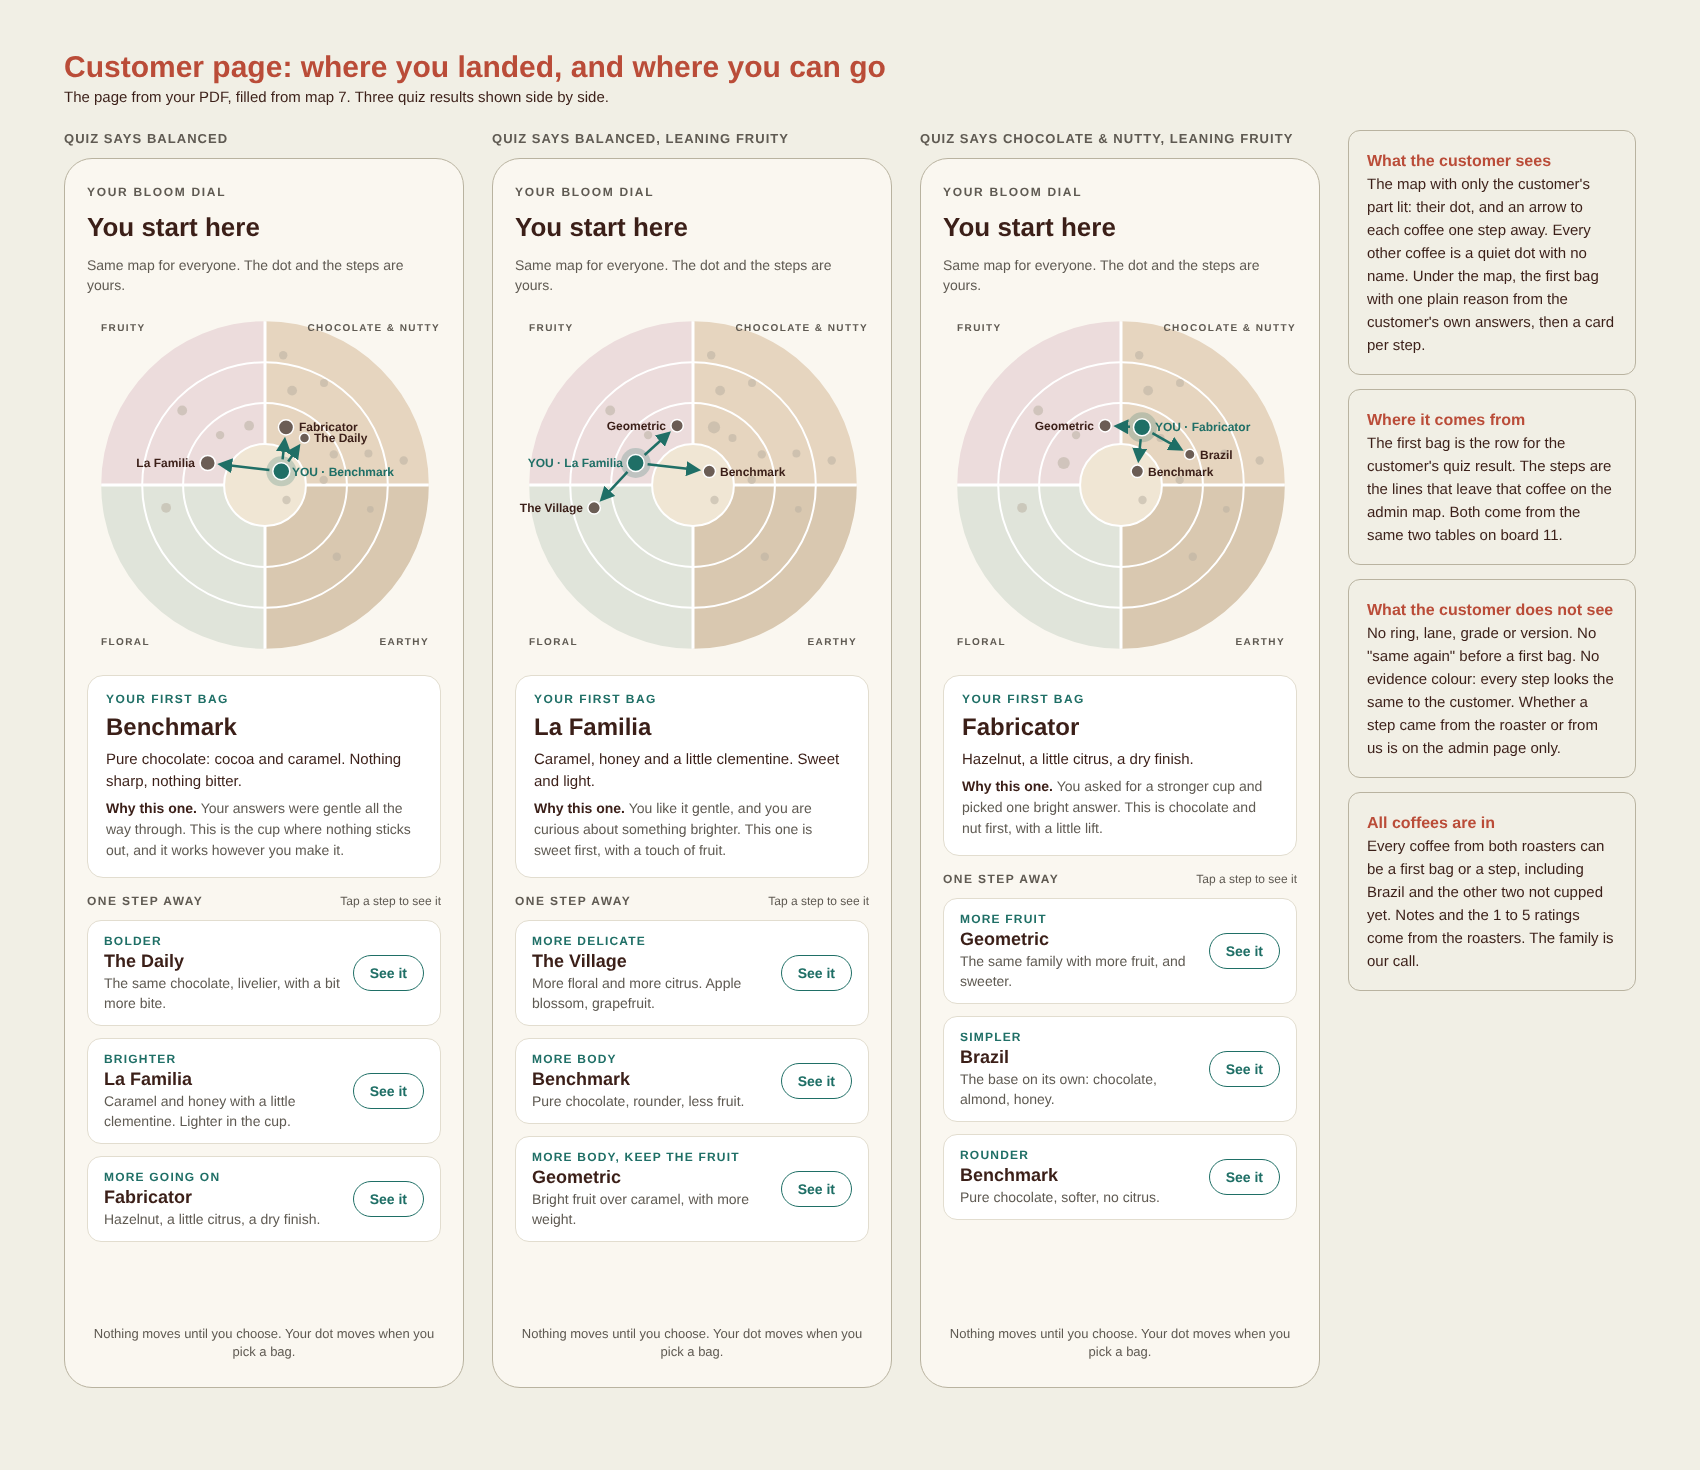 Customer page: where you landed, and where you can go
The page from your PDF, filled from map 7. Three quiz results shown side by side.
QUIZ SAYS BALANCED
YOUR BLOOM DIAL
You start here
Same map for everyone. The dot and the steps are
yours.
FRUITY
CHOCOLATE & NUTTY
Fabricator
The Daily
La Familia
YOU · Benchmark
FLORAL
EARTHY
YOUR FIRST BAG
Benchmark
Pure chocolate: cocoa and caramel. Nothing
sharp, nothing bitter.
Why this one. Your answers were gentle all the
way through. This is the cup where nothing sticks
out, and it works however you make it.
ONE STEP AWAY
Tap a step to see it
BOLDER
The Daily
The same chocolate, livelier, with a bit
more bite.
See it
BRIGHTER
La Familia
Caramel and honey with a little
clementine. Lighter in the cup.
See it
MORE GOING ON
Fabricator
Hazelnut, a little citrus, a dry finish.
See it
Nothing moves until you choose. Your dot moves when you
pick a bag.
QUIZ SAYS BALANCED, LEANING FRUITY
YOUR BLOOM DIAL
You start here
Same map for everyone. The dot and the steps are
yours.
FRUITY
CHOCOLATE & NUTTY
Geometric
YOU · La Familia
Benchmark
The Village
FLORAL
EARTHY
YOUR FIRST BAG
La Familia
Caramel, honey and a little clementine. Sweet
and light.
Why this one. You like it gentle, and you are
curious about something brighter. This one is
sweet first, with a touch of fruit.
ONE STEP AWAY
Tap a step to see it
MORE DELICATE
The Village
More floral and more citrus. Apple
blossom, grapefruit.
See it
MORE BODY
Benchmark
Pure chocolate, rounder, less fruit.
See it
MORE BODY, KEEP THE FRUIT
Geometric
Bright fruit over caramel, with more
weight.
See it
Nothing moves until you choose. Your dot moves when you
pick a bag.
QUIZ SAYS CHOCOLATE & NUTTY, LEANING FRUITY
YOUR BLOOM DIAL
You start here
Same map for everyone. The dot and the steps are
yours.
FRUITY
CHOCOLATE & NUTTY
Geometric
YOU · Fabricator
Brazil
Benchmark
FLORAL
EARTHY
YOUR FIRST BAG
Fabricator
Hazelnut, a little citrus, a dry finish.
Why this one. You asked for a stronger cup and
picked one bright answer. This is chocolate and
nut first, with a little lift.
ONE STEP AWAY
Tap a step to see it
MORE FRUIT
Geometric
The same family with more fruit, and
sweeter.
See it
SIMPLER
Brazil
The base on its own: chocolate,
almond, honey.
See it
ROUNDER
Benchmark
Pure chocolate, softer, no citrus.
See it
Nothing moves until you choose. Your dot moves when you
pick a bag.
What the customer sees
The map with only the customer's
part lit: their dot, and an arrow to
each coffee one step away. Every
other coffee is a quiet dot with no
name. Under the map, the first bag
with one plain reason from the
customer's own answers, then a card
per step.
Where it comes from
The first bag is the row for the
customer's quiz result. The steps are
the lines that leave that coffee on the
admin map. Both come from the
same two tables on board 11.
What the customer does not see
No ring, lane, grade or version. No
"same again" before a first bag. No
evidence colour: every step looks the
same to the customer. Whether a
step came from the roaster or from
us is on the admin page only.
All coffees are in
Every coffee from both roasters can
be a first bag or a step, including
Brazil and the other two not cupped
yet. Notes and the 1 to 5 ratings
come from the roasters. The family is
our call.